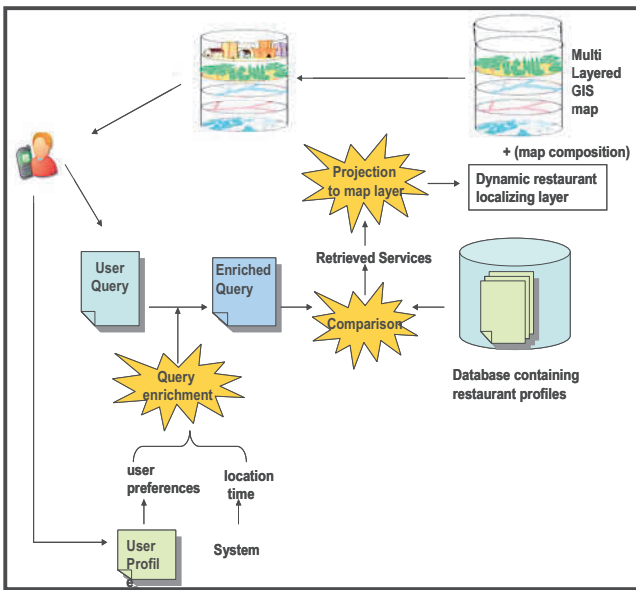 Multi
Layered
GIS
map
+ (map composition)
Projection
to map layer
Dynamic restaurant
localizing layer
User
Query
Enriched
Query
Retrieved Services
Comparison
Query
enrichment
Database containing
restaurant profiles
user
preferences
location
time
User
Profil
e
System